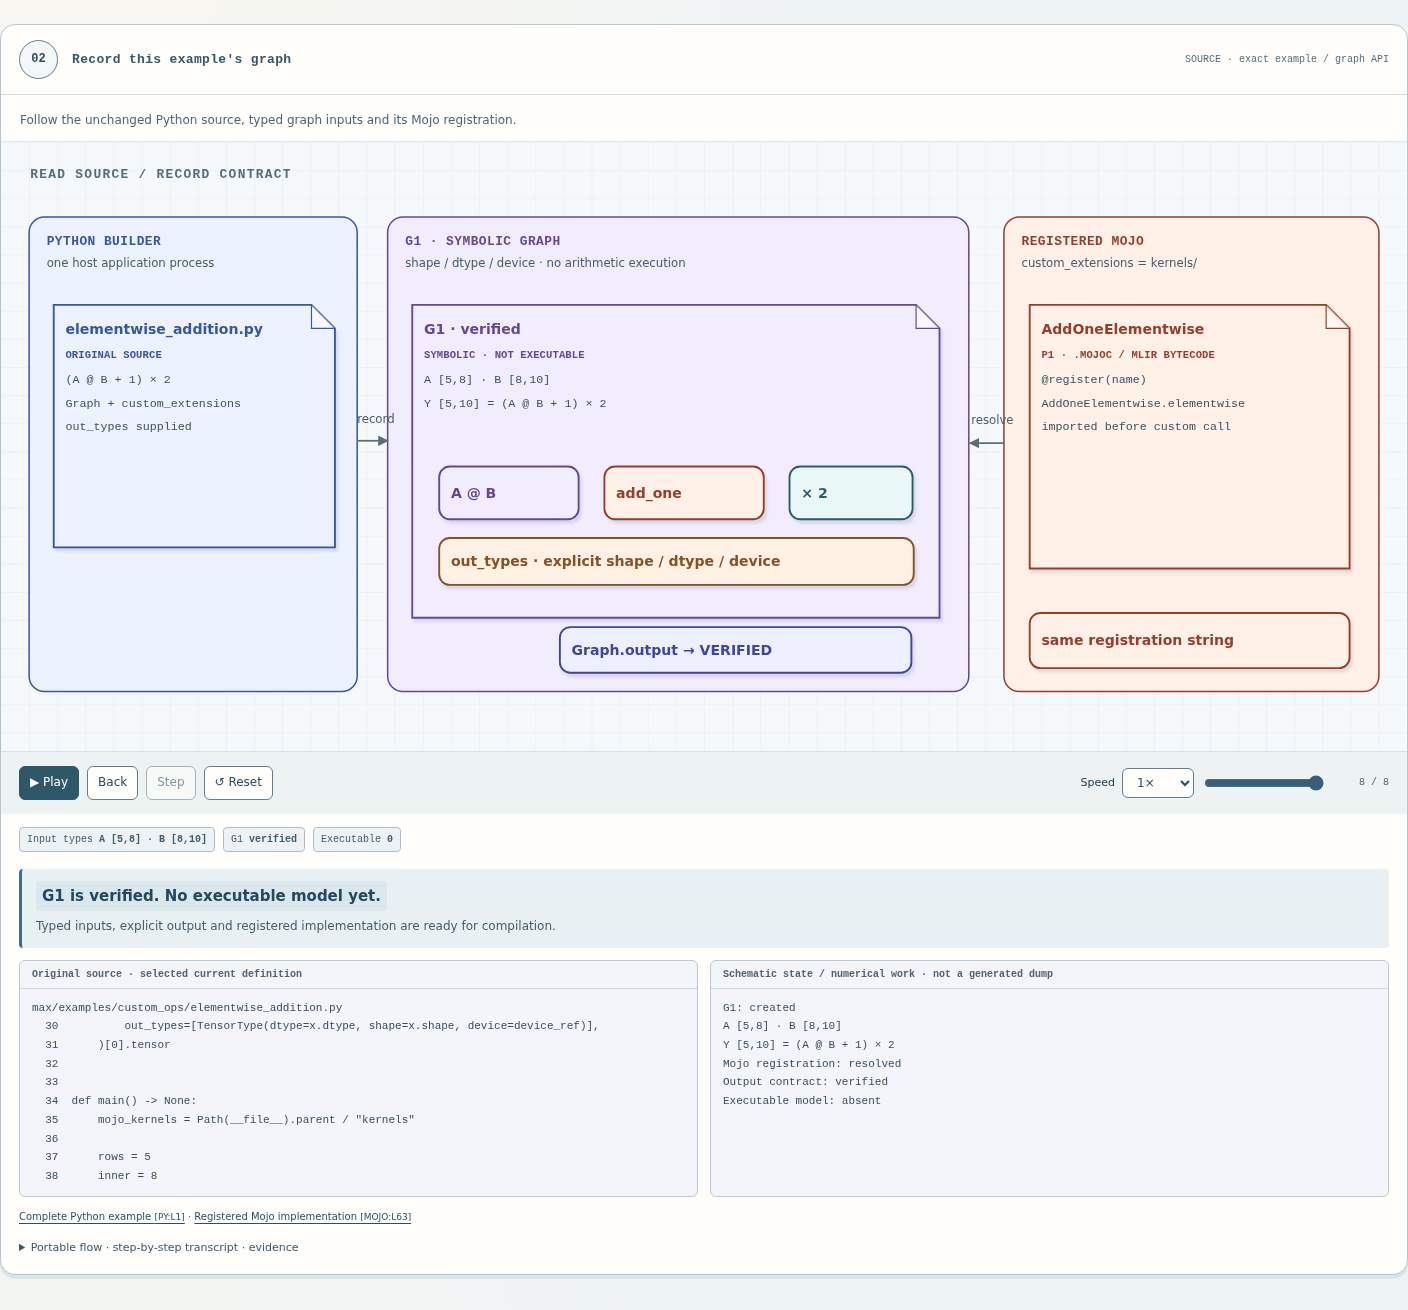 02
Record this example's graph
SOURCE · exact example / graph API
Follow the unchanged Python source, typed graph inputs and its Mojo registration.
READ SOURCE / RECORD CONTRACT
PYTHON BUILDER
one host application process
elementwise_addition.py
ORIGINAL SOURCE
(A @ B + 1) × 2
Graph + custom_extensions
out_types supplied
record
G1 · SYMBOLIC GRAPH
shape / dtype / device · no arithmetic execution
G1 · verified
SYMBOLIC · NOT EXECUTABLE
A [5,8] · B [8,10]
Y [5,10] = (A @ B + 1) × 2
A @ B
add_one
× 2
out_types · explicit shape / dtype / device
Graph.output → VERIFIED
resolve
REGISTERED MOJO
custom_extensions = kernels/
AddOneElementwise
P1 · .MOJOC / MLIR BYTECODE
@register(name)
AddOneElementwise.elementwise
imported before custom call
same registration string
▶ Play
Back
Step
↺ Reset
Speed
1×
8 / 8
Input types A [5,8] · B [8,10]
G1 verified
Executable 0
G1 is verified. No executable model yet.
Typed inputs, explicit output and registered implementation are ready for compilation.
Original source · selected current definition
max/examples/custom_ops/elementwise_addition.py
30          out_types=[TensorType(dtype=x.dtype, shape=x.shape, device=device_ref)],
31      )[0].tensor
32
33
34  def main() -> None:
35      mojo_kernels = Path(__file__).parent / "kernels"
36
37      rows = 5
38      inner = 8
Schematic state / numerical work · not a generated dump
G1: created
A [5,8] · B [8,10]
Y [5,10] = (A @ B + 1) × 2
Mojo registration: resolved
Output contract: verified
Executable model: absent
Complete Python example [PY:L1] · Registered Mojo implementation [MOJO:L63]
▶ Portable flow · step-by-step transcript · evidence